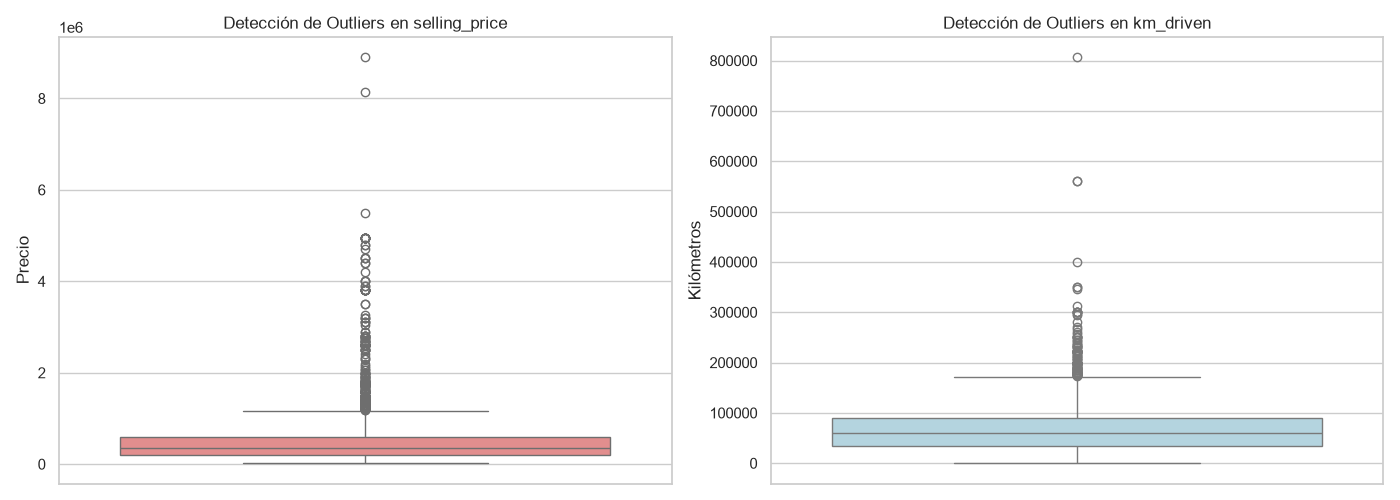 Detección de Outliers en selling_price
1e6
8
6
4
2
0
Precio
Detección de Outliers en km_driven
800000
700000
600000
500000
400000
300000
200000
100000
0
Kilómetros